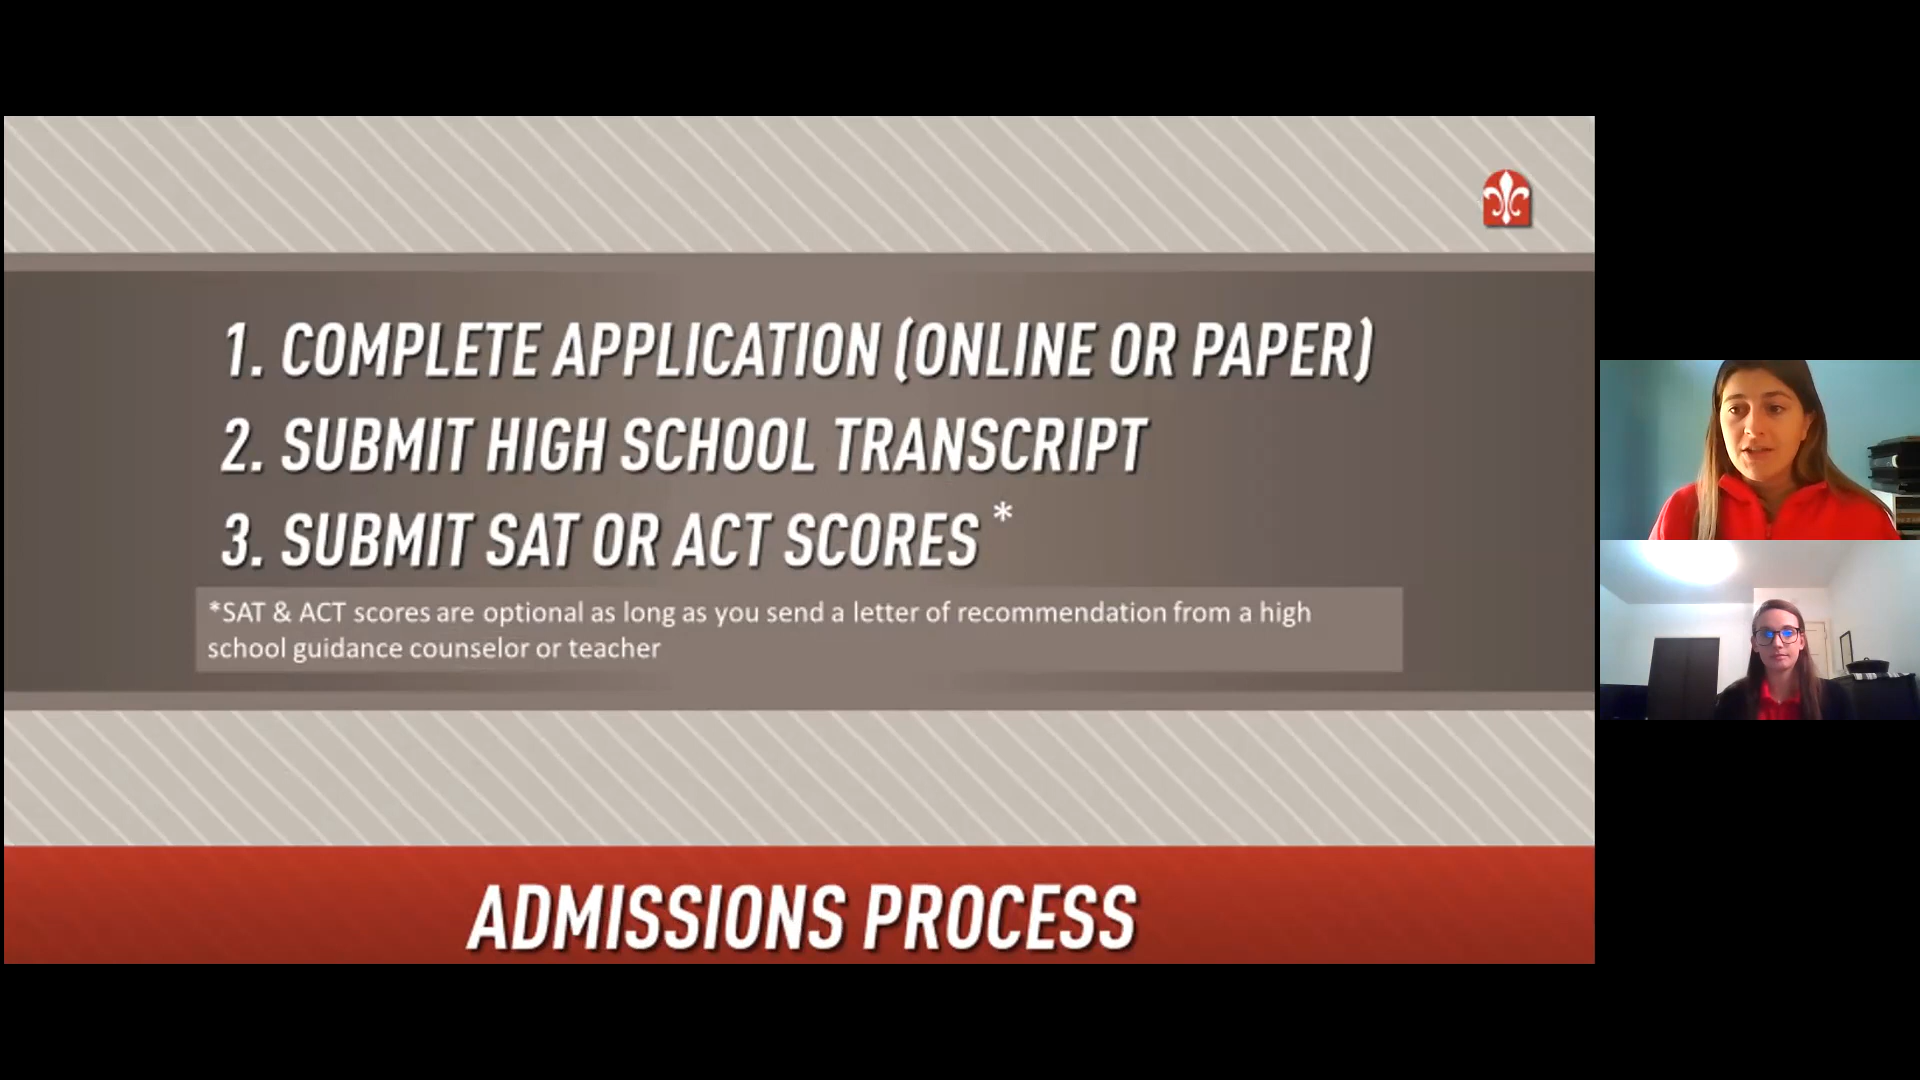 1. COMPLETE APPLICATION (ONLINE OR PAPER)
2. SUBMIT HIGH SCHOOL TRANSCRIPT
3. SUBMIT SAT OR ACT SCORES *
*SAT & ACT scores are optional as long as you send a letter of recommendation from a high
school guidance counselor or teacher
ADMISSIONS PROCESS